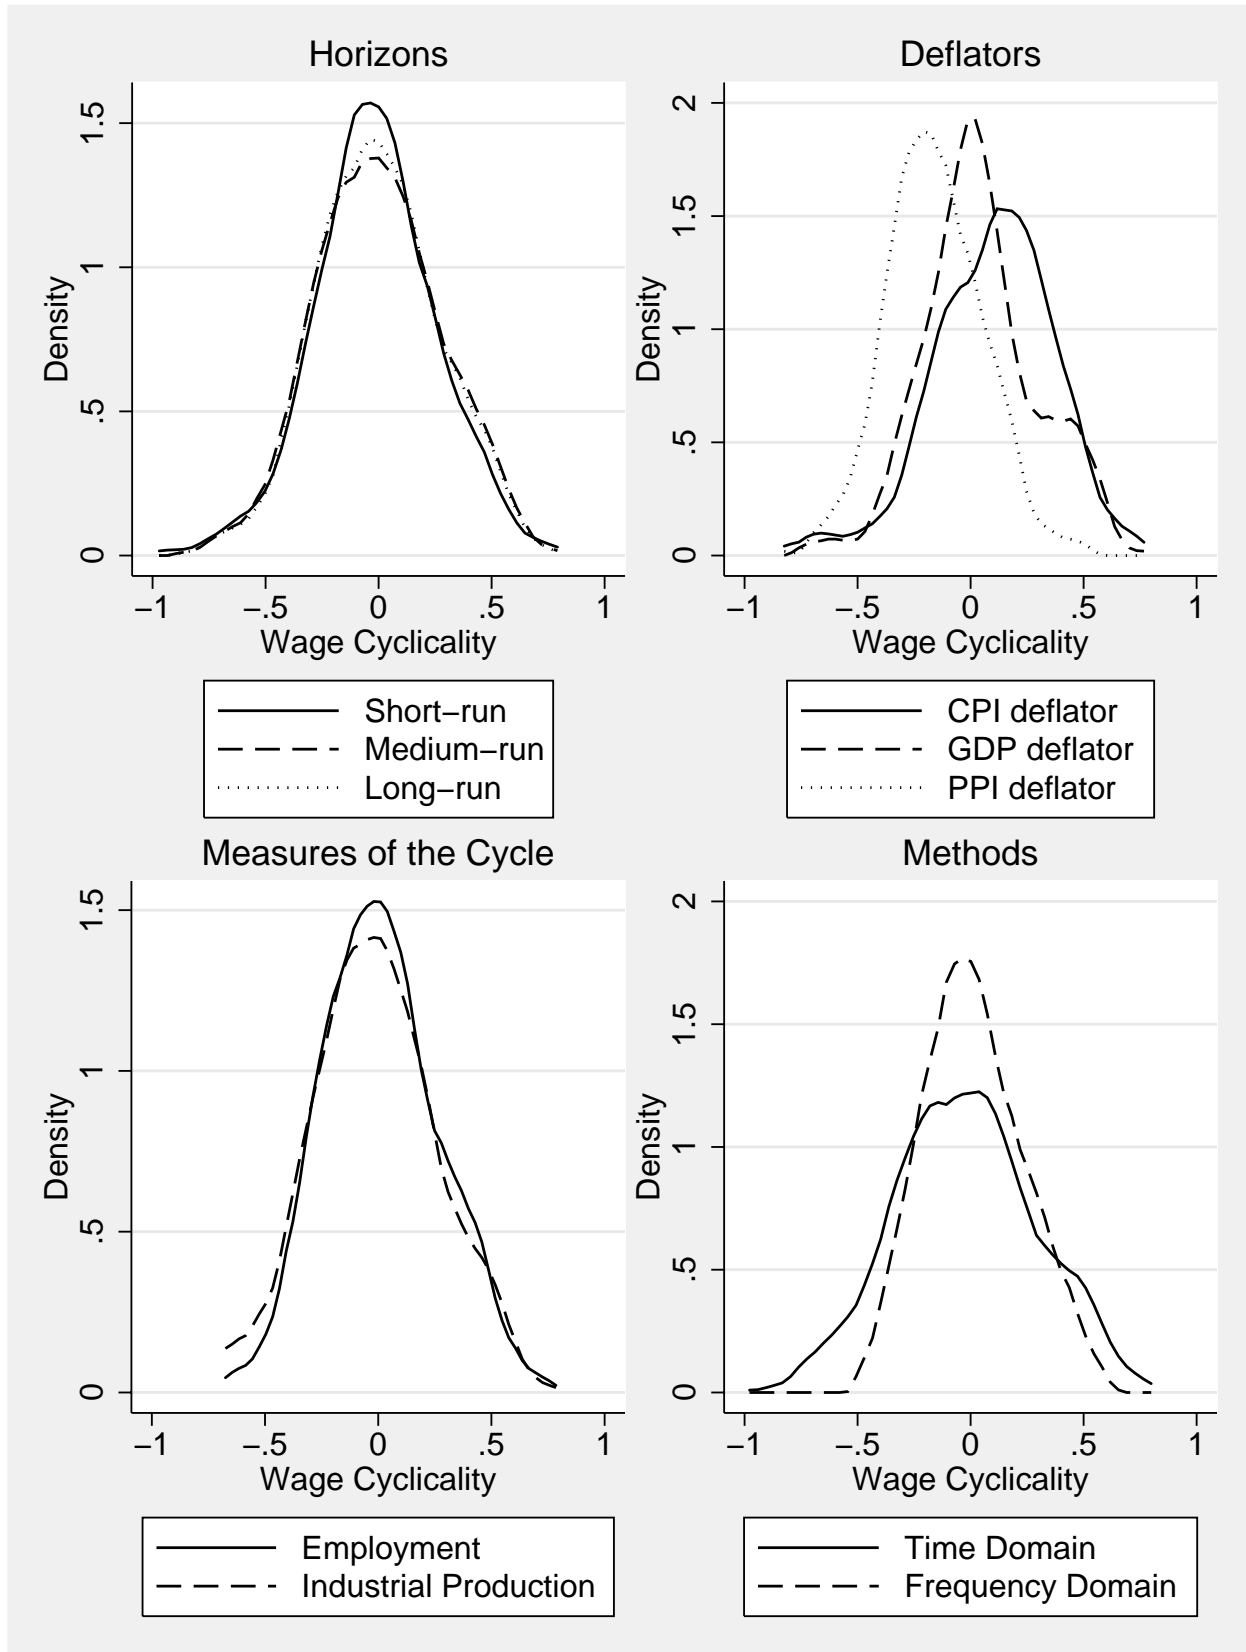 Horizons
Density
0
.5
1
1.5
−1
−.5
0
.5
1
Wage Cyclicality
Short−run
Medium−run
Long−run
Deflators
Density
0
.5
1
1.5
2
−1
−.5
0
.5
1
Wage Cyclicality
CPI deflator
GDP deflator
PPI deflator
Measures of the Cycle
Density
0
.5
1
1.5
−1
−.5
0
.5
1
Wage Cyclicality
Employment
Industrial Production
Methods
Density
0
.5
1
1.5
2
−1
−.5
0
.5
1
Wage Cyclicality
Time Domain
Frequency Domain